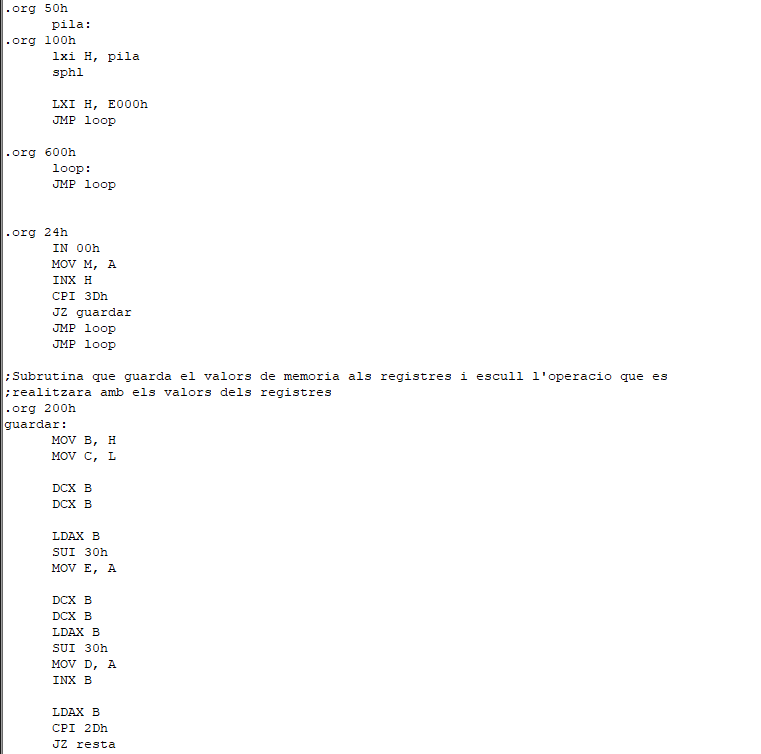 .org 50h
pila:
.org 100h
lxi H, pila
sphl
LXI H, E000h
JMP loop
.org 600h
loop:
JMP loop
.org 24h
IN 00h
MOV M, A
INX H
CPI 3Dh
JZ guardar
JMP loop
JMP loop
;Subrutina que guarda el valors de memoria als registres i escull l'operacio que es
;realitzara amb els valors dels registres
.org 200h
guardar:
MOV B, H
MOV C, L
DCX B
DCX B
LDAX B
SUI 30h
MOV E, A
DCX B
DCX B
LDAX B
SUI 30h
MOV D, A
INX B
LDAX B
CPI 2Dh
JZ resta